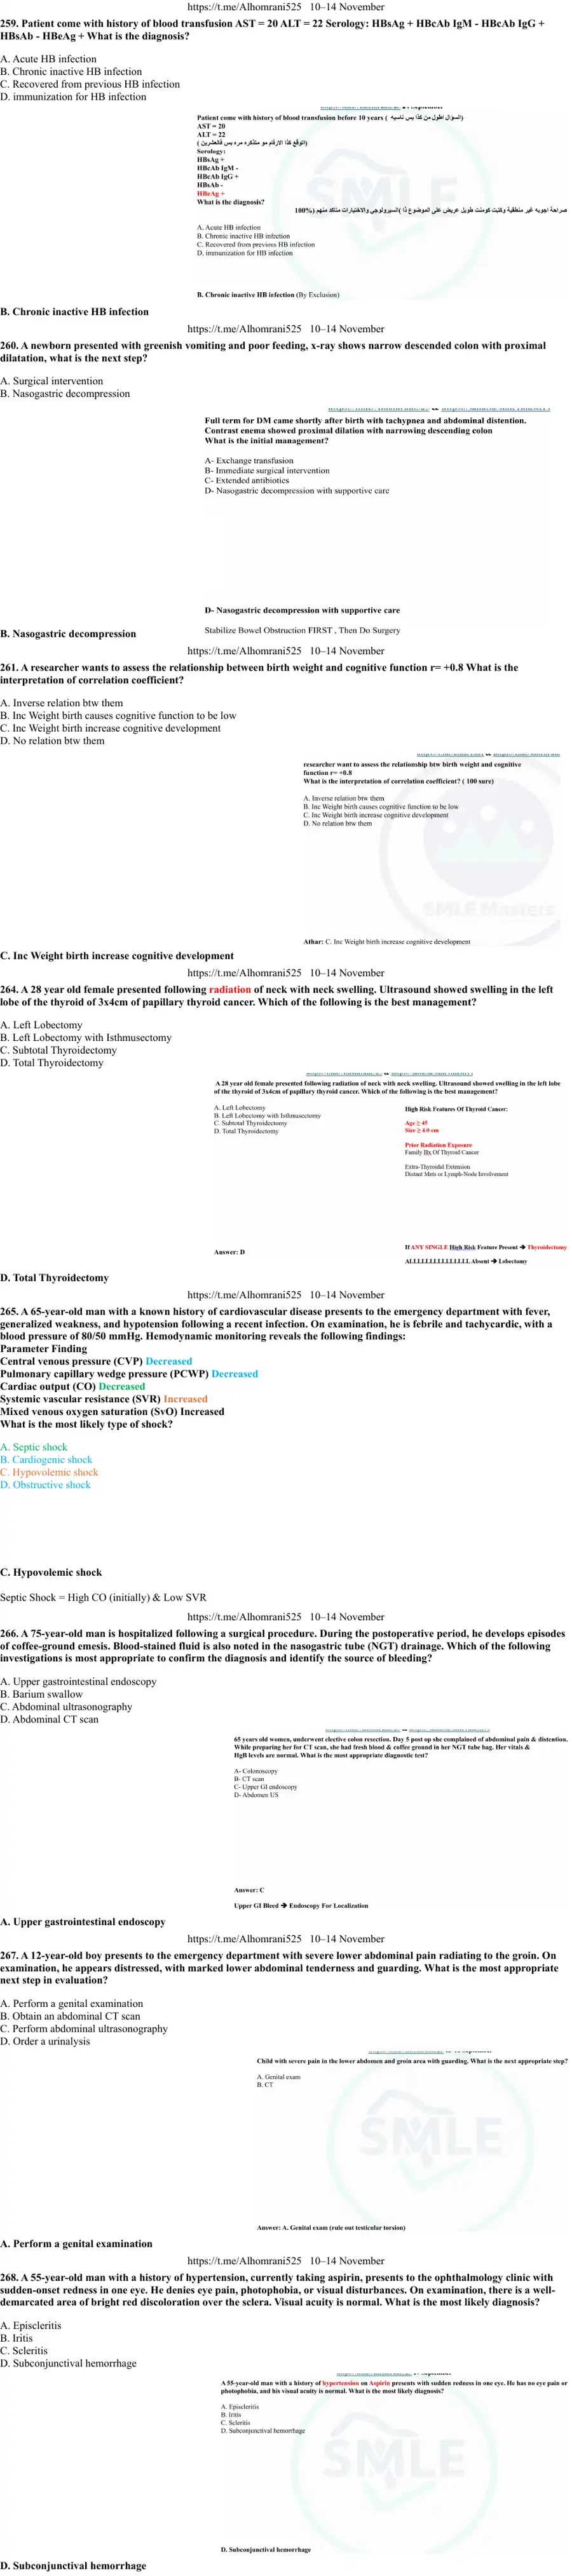 https://t.me/Alhomrani525 10–14 November
259. Patient come with history of blood transfusion AST = 20 ALT = 22 Serology: HBsAg + HBcAb IgM - HBcAb IgG +
HBsAb - HBeAg + What is the diagnosis?
A. Acute HB infection
B. Chronic inactive HB infection
C. Recovered from previous HB infection
D. immunization for HB infection
Patient come with history of blood transfusion before 10 years ( السؤال اطول من كذا بس ناسيه)
AST = 20
ALT = 22
(الوقع كذا الارقام مو متذكره مره بس فالعشرين )
Serology:
HBsAg +
HBcAb IgM -
HBcAb IgG +
HBsAb -
HBeAg +
What is the diagnosis?
صراحة اجوبه غير منطقية وكتبت كومنت طويل عريض على الموضوع ذا (السيرولوجي والاختبارات متاكد منهم 100%)
A. Acute HB infection
B. Chronic inactive HB infection
C. Recovered from previous HB infection
D. immunization for HB infection
B. Chronic inactive HB infection (By Exclusion)
B. Chronic inactive HB infection
https://t.me/Alhomrani525 10–14 November
260. A newborn presented with greenish vomiting and poor feeding, x-ray shows narrow descended colon with proximal
dilatation, what is the next step?
A. Surgical intervention
B. Nasogastric decompression
Full term for DM came shortly after birth with tachypnea and abdominal distention.
Contrast enema showed proximal dilation with narrowing descending colon
What is the initial management?
A- Exchange transfusion
B- Immediate surgical intervention
C- Extended antibiotics
D- Nasogastric decompression with supportive care
D- Nasogastric decompression with supportive care
Stabilize Bowel Obstruction FIRST , Then Do Surgery
B. Nasogastric decompression
https://t.me/Alhomrani525 10–14 November
261. A researcher wants to assess the relationship between birth weight and cognitive function r= +0.8 What is the
interpretation of correlation coefficient?
A. Inverse relation btw them
B. Inc Weight birth causes cognitive function to be low
C. Inc Weight birth increase cognitive development
D. No relation btw them
researcher want to assess the relationship btw birth weight and cognitive
function r= +0.8
What is the interpretation of correlation coefficient? ( 100 sure)
A. Inverse relation btw them
B. Inc Weight birth causes cognitive function to be low
C. Inc Weight birth increase cognitive development
D. No relation btw them
SMLE Masters
Athar: C. Inc Weight birth increase cognitive development
C. Inc Weight birth increase cognitive development
https://t.me/Alhomrani525 10–14 November
264. A 28 year old female presented following radiation of neck with neck swelling. Ultrasound showed swelling in the left
lobe of the thyroid of 3x4cm of papillary thyroid cancer. Which of the following is the best management?
A. Left Lobectomy
B. Left Lobectomy with Isthmusectomy
C. Subtotal Thyroidectomy
D. Total Thyroidectomy
A 28 year old female presented following radiation of neck with neck swelling. Ultrasound showed swelling in the left lobe
of the thyroid of 3x4cm of papillary thyroid cancer. Which of the following is the best management?
A. Left Lobectomy
B. Left Lobectomy with Isthmusectomy
C. Subtotal Thyroidectomy
D. Total Thyroidectomy
High Risk Features Of Thyroid Cancer:
Age ≥ 45
Size ≥ 4.0 cm
Prior Radiation Exposure
Family Hx Of Thyroid Cancer
Extra-Thyroidal Extension
Distant Mets or Lymph-Node Involvement
If ANY SINGLE High Risk Feature Present ➔ Thyroidectomy
Answer: D
ALLLLLLLLLLLLLLL Absent ➔ Lobectomy
D. Total Thyroidectomy
https://t.me/Alhomrani525 10–14 November
265. A 65-year-old man with a known history of cardiovascular disease presents to the emergency department with fever,
generalized weakness, and hypotension following a recent infection. On examination, he is febrile and tachycardic, with a
blood pressure of 80/50 mmHg. Hemodynamic monitoring reveals the following findings:
Parameter Finding
Central venous pressure (CVP) Decreased
Pulmonary capillary wedge pressure (PCWP) Decreased
Cardiac output (CO) Decreased
Systemic vascular resistance (SVR) Increased
Mixed venous oxygen saturation (SvO) Increased
What is the most likely type of shock?
A. Septic shock
B. Cardiogenic shock
C. Hypovolemic shock
D. Obstructive shock
C. Hypovolemic shock
Septic Shock = High CO (initially) & Low SVR
https://t.me/Alhomrani525 10–14 November
266. A 75-year-old man is hospitalized following a surgical procedure. During the postoperative period, he develops episodes
of coffee-ground emesis. Blood-stained fluid is also noted in the nasogastric tube (NGT) drainage. Which of the following
investigations is most appropriate to confirm the diagnosis and identify the source of bleeding?
A. Upper gastrointestinal endoscopy
B. Barium swallow
C. Abdominal ultrasonography
D. Abdominal CT scan
65 years old women, underwent elective colon resection. Day 5 post op she complained of abdominal pain & distention.
While preparing her for CT scan, she had fresh blood & coffee ground in her NGT tube bag. Her vitals &
HgB levels are normal. What is the most appropriate diagnostic test?
A- Colonoscopy
B- CT scan
C- Upper GI endoscopy
D- Abdomen US
Answer: C
Upper GI Bleed ➔ Endoscopy For Localization
A. Upper gastrointestinal endoscopy
https://t.me/Alhomrani525 10–14 November
267. A 12-year-old boy presents to the emergency department with severe lower abdominal pain radiating to the groin. On
examination, he appears distressed, with marked lower abdominal tenderness and guarding. What is the most appropriate
next step in evaluation?
A. Perform a genital examination
B. Obtain an abdominal CT scan
C. Perform abdominal ultrasonography
D. Order a urinalysis
Child with severe pain in the lower abdomen and groin area with guarding. What is the next appropriate step?
A. Genital exam
B. CT
SMLE
Answer: A. Genital exam (rule out testicular torsion)
A. Perform a genital examination
https://t.me/Alhomrani525 10–14 November
268. A 55-year-old man with a history of hypertension, currently taking aspirin, presents to the ophthalmology clinic with
sudden-onset redness in one eye. He denies eye pain, photophobia, or visual disturbances. On examination, there is a well-
demarcated area of bright red discoloration over the sclera. Visual acuity is normal. What is the most likely diagnosis?
A. Episcleritis
B. Iritis
C. Scleritis
D. Subconjunctival hemorrhage
A 55-year-old man with a history of hypertension on Aspirin presents with sudden redness in one eye. He has no eye pain or
photophobia, and his visual acuity is normal. What is the most likely diagnosis?
A. Episcleritis
B. Iritis
C. Scleritis
D. Subconjunctival hemorrhage
SMLE
D. Subconjunctival hemorrhage
D. Subconjunctival hemorrhage